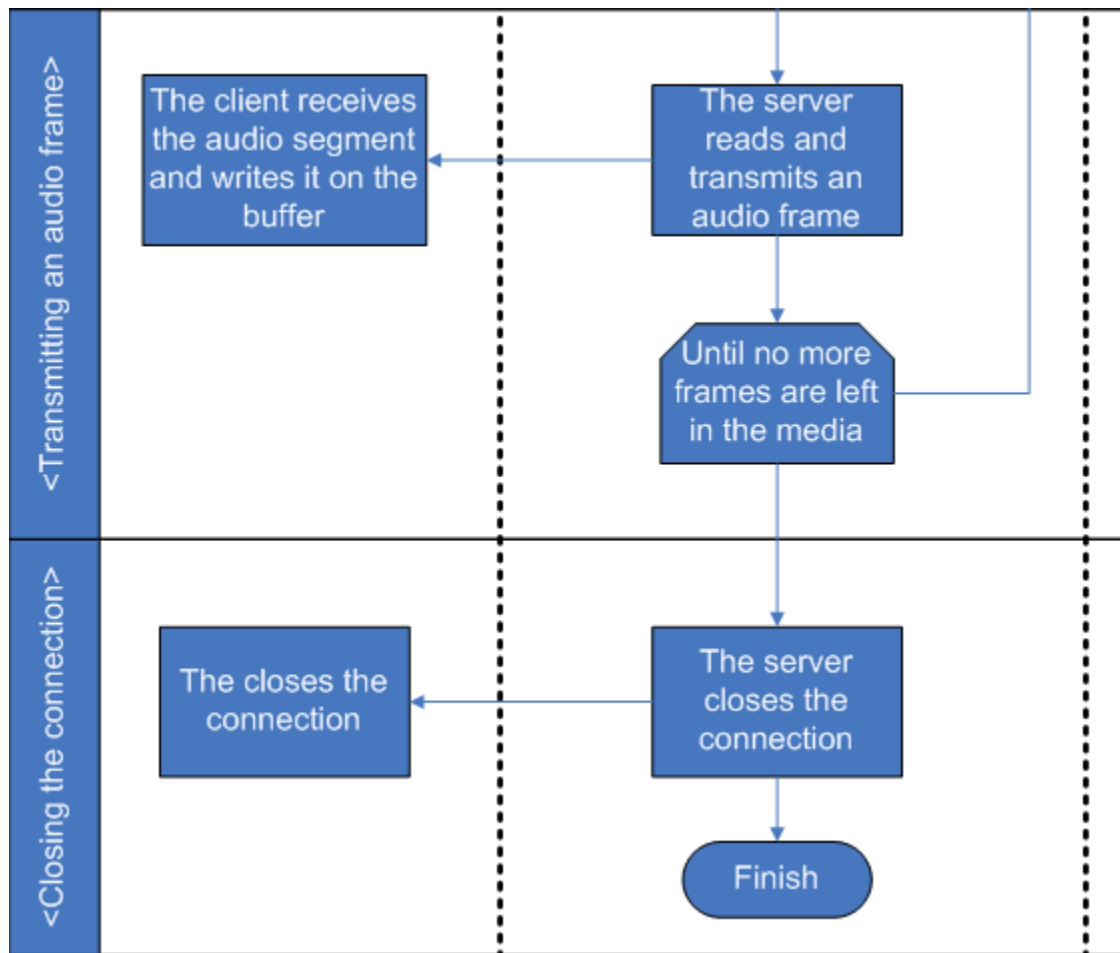 <Transmitting an audio frame>
The client receives
the audio segment
and writes it on the
buffer
The server
reads and
transmits an
audio frame
Until no more
frames are left
in the media
<Closing the connection>
The closes the
connection
The server
closes the
connection
Finish